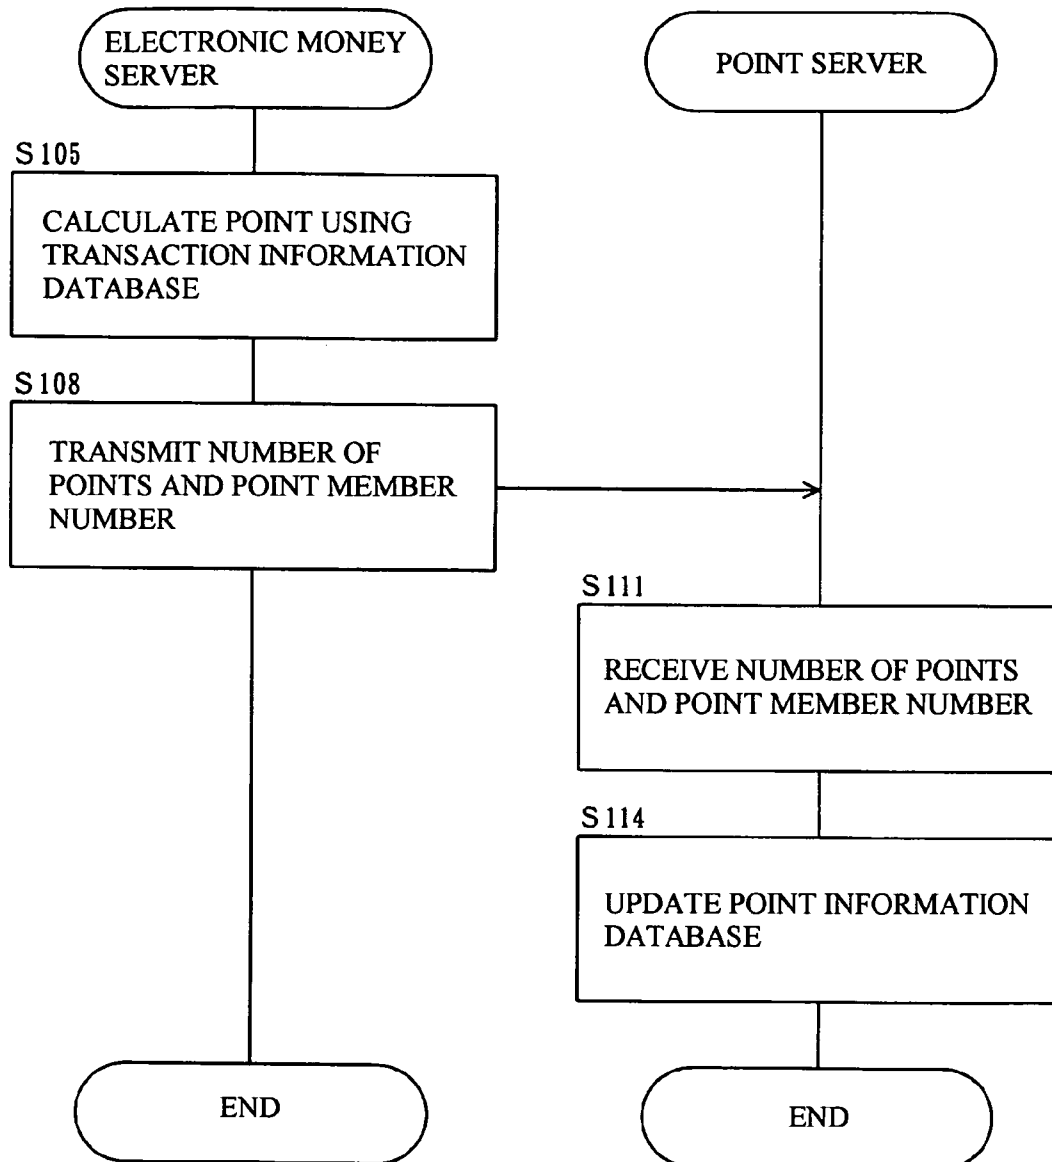 ELECTRONIC MONEY
SERVER
POINT SERVER
S105
CALCULATE POINT USING
TRANSACTION INFORMATION
DATABASE
S108
TRANSMIT NUMBER OF
POINTS AND POINT MEMBER
NUMBER
S111
RECEIVE NUMBER OF POINTS
AND POINT MEMBER NUMBER
S114
UPDATE POINT INFORMATION
DATABASE
END
END